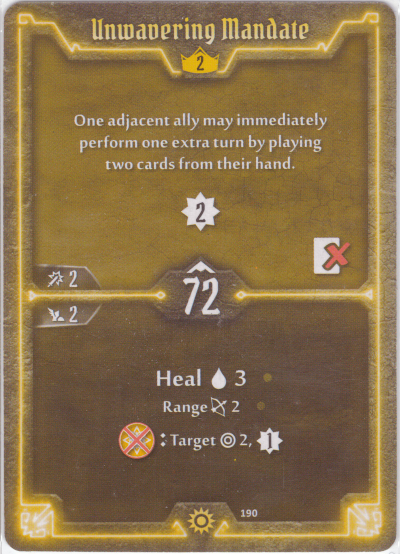 Unwavering Mandate
2
One adjacent ally may immediately
perform one extra turn by playing
two cards from their hand.
2
2
72
2
Heal 3
Range 2
: Target 2, 1
190